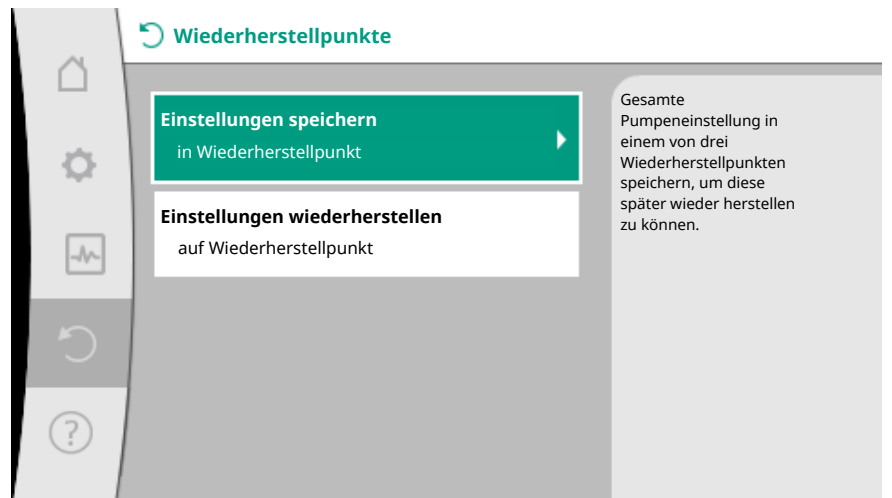 Wiederherstellpunkte
Einstellungen speichern
in Wiederherstellpunkt
Einstellungen wiederherstellen
auf Wiederherstellpunkt
Gesamte
Pumpeneinstellung in
einem von drei
Wiederherstellpunkten
speichern, um diese
später wieder herstellen
zu können.
?